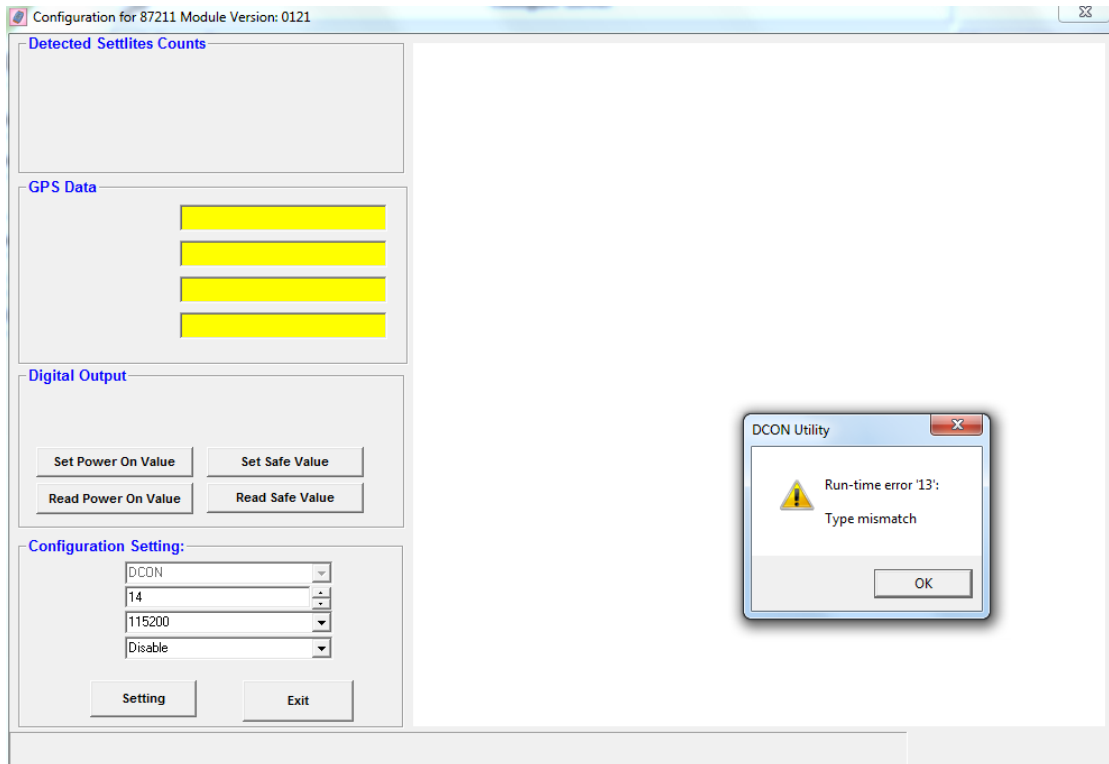 Configuration for 87211 Module Version: 0121
Detected Settlites Counts
GPS Data
Digital Output
Set Power On Value
Set Safe Value
Read Power On Value
Read Safe Value
Configuration Setting:
DCON
14
115200
Disable
Setting
Exit
DCON Utility
Run-time error '13':
Type mismatch
OK